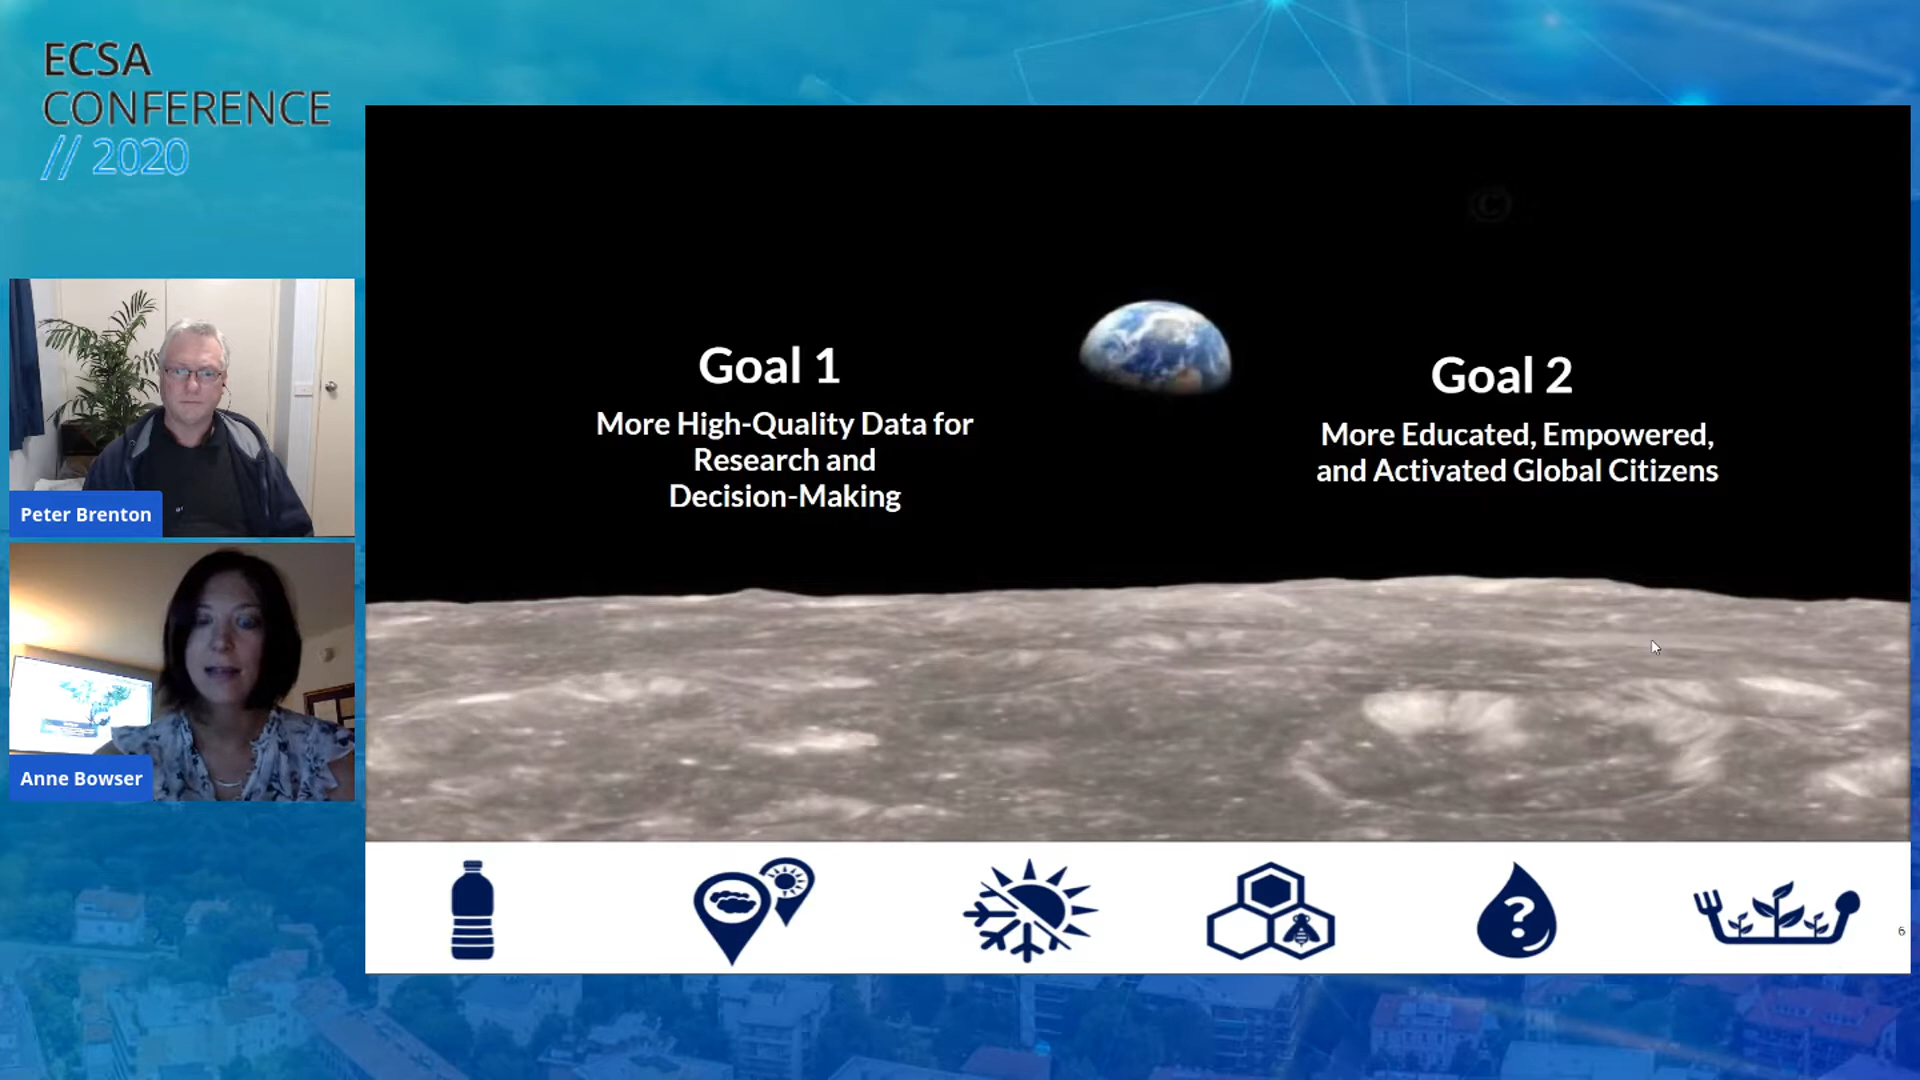 ECSA
CONFERENCE
// 2020
Peter Brenton
Anne Bowser
Goal 1
More High-Quality Data for
Research and
Decision-Making
Goal 2
More Educated, Empowered,
and Activated Global Citizens
©
?
6